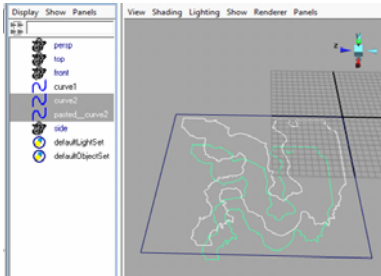 Display Show Panels
View Shading Lighting Show Renderer Panels
persp
top
front
curve1
curve2
pasted__curve2
side
defaultLightSet
defaultObjectSet
z
y